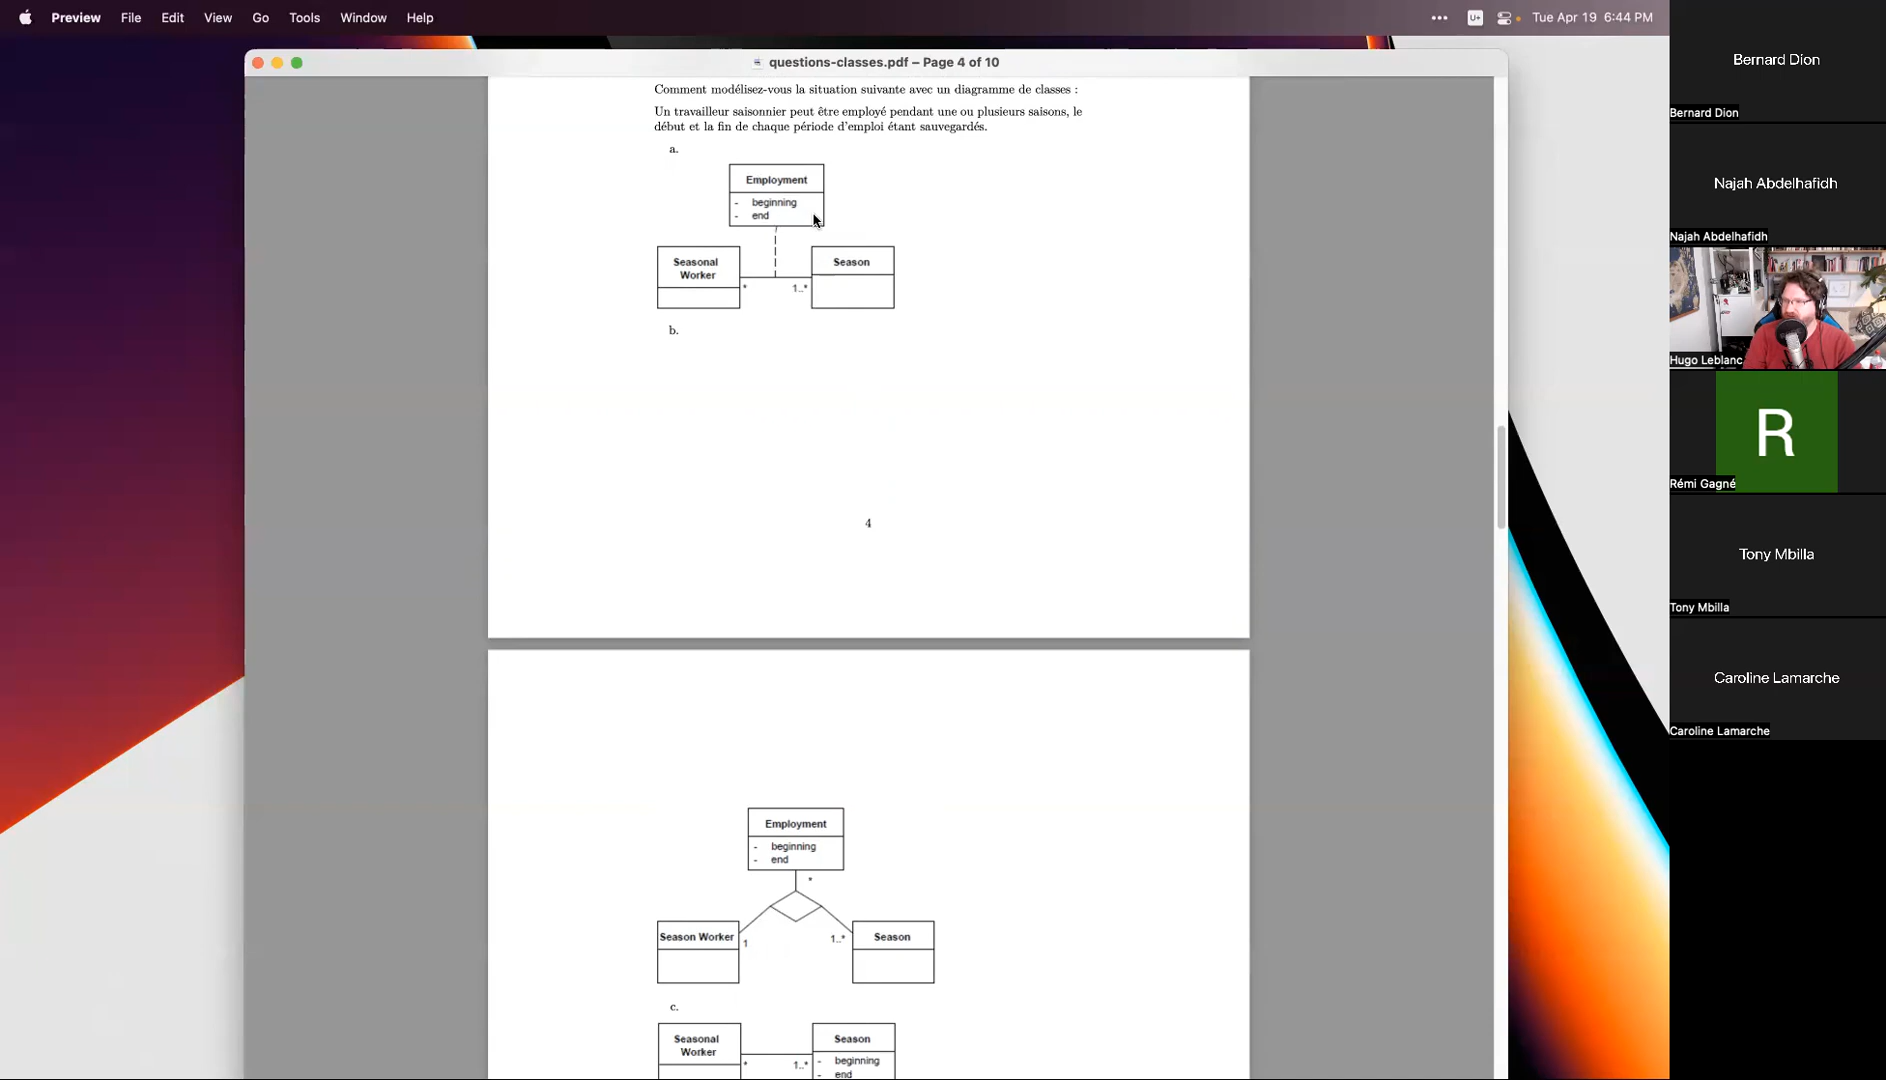 Preview File Edit View Go Tools Window Help
••• U+ Tue Apr 19 6:44 PM
questions-classes.pdf – Page 4 of 10
Comment modélisez-vous la situation suivante avec un diagramme de classes :
Un travailleur saisonnier peut être employé pendant une ou plusieurs saisons, le
début et la fin de chaque période d'emploi étant sauvegardés.
a.
Employment
- beginning
- end
Seasonal
Worker
Season
* 1..*
b.
4
Employment
- beginning
- end
*
Season Worker
1
1..*
Season
c.
Seasonal
Worker
Season
* 1..*
- beginning
- end
Bernard Dion
Bernard Dion
Najah Abdelhafidh
Najah Abdelhafidh
Hugo Leblanc
R
Rémi Gagné
Tony Mbilla
Tony Mbilla
Caroline Lamarche
Caroline Lamarche